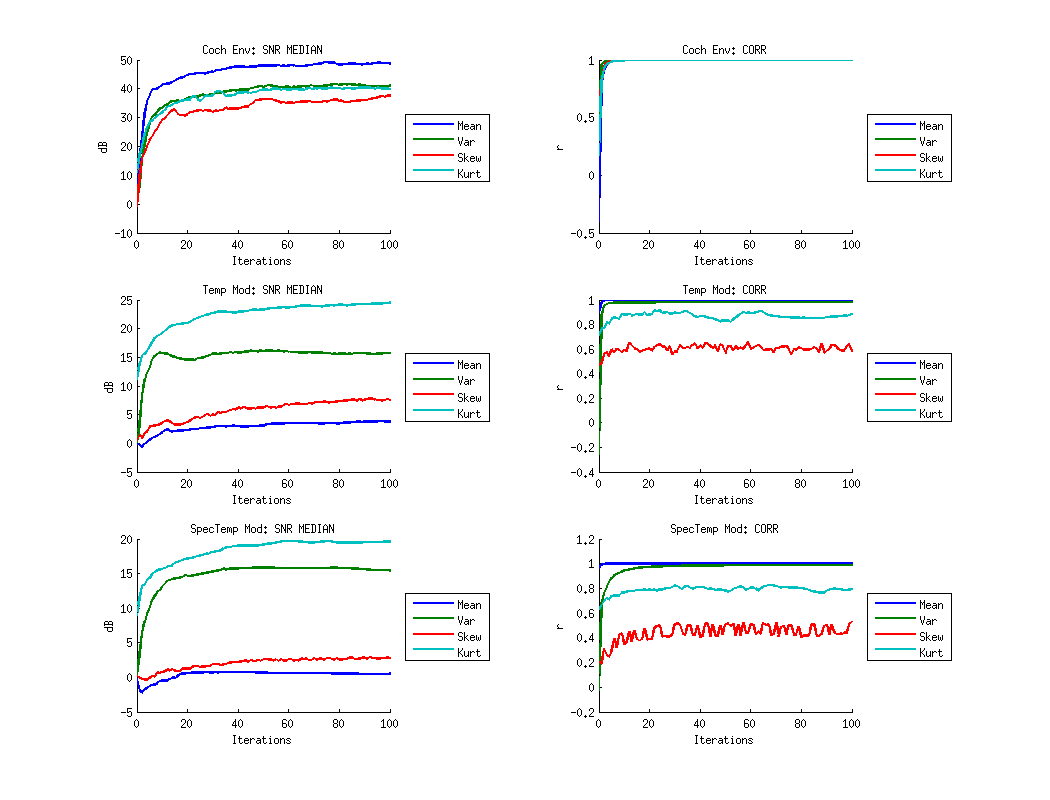 Coch Env: SNR MEDIAN
50
40
30
20
10
0
-10
dB
0 20 40 60 80 100
Iterations
Mean
Var
Skew
Kurt
Coch Env: CORR
1
0.5
0
-0.5
r
0 20 40 60 80 100
Iterations
Mean
Var
Skew
Kurt
Temp Mod: SNR MEDIAN
25
20
15
10
5
0
-5
dB
0 20 40 60 80 100
Iterations
Mean
Var
Skew
Kurt
Temp Mod: CORR
1
0.8
0.6
0.4
0.2
0
-0.2
-0.4
r
0 20 40 60 80 100
Iterations
Mean
Var
Skew
Kurt
SpecTemp Mod: SNR MEDIAN
20
15
10
5
0
-5
dB
0 20 40 60 80 100
Iterations
Mean
Var
Skew
Kurt
SpecTemp Mod: CORR
1.2
1
0.8
0.6
0.4
0.2
0
-0.2
r
0 20 40 60 80 100
Iterations
Mean
Var
Skew
Kurt